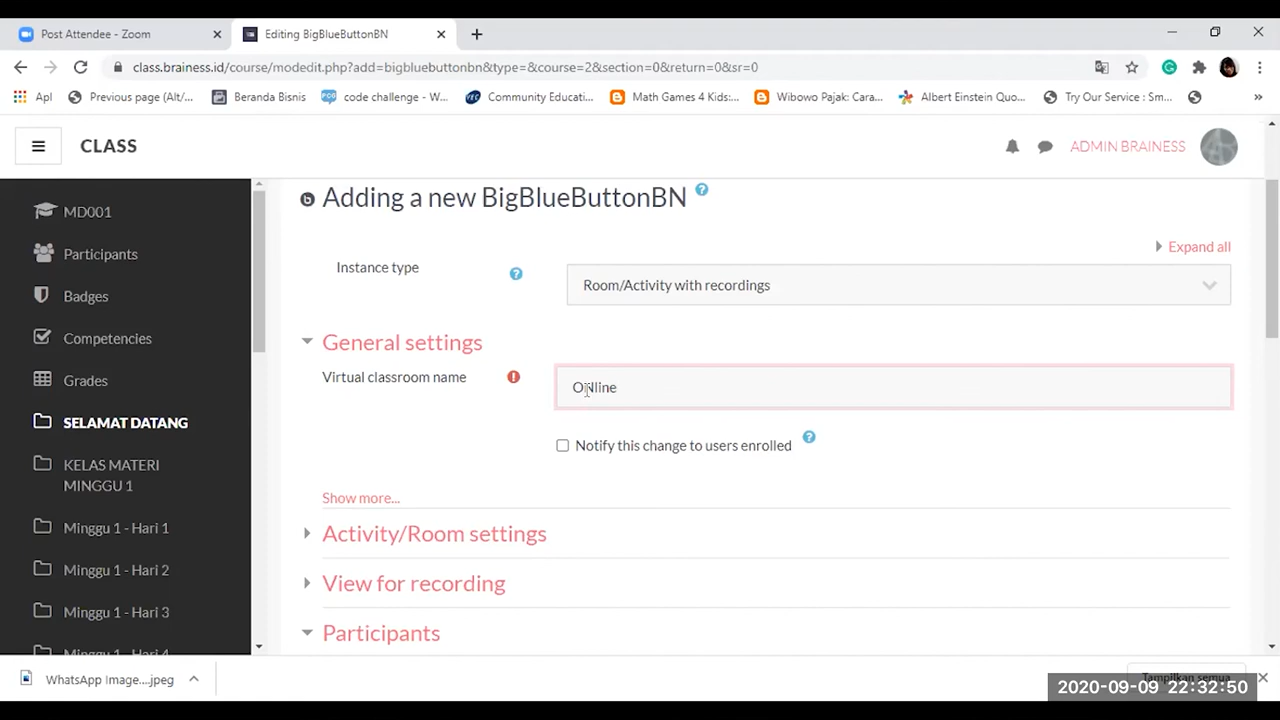 Post Attendee - Zoom
Editing BigBlueButtonBN
class.brainess.id/course/modedit.php?add=bigbluebuttonbn&type=&course=2&section=0&return=0&sr=0
Apl
Previous page (Alt/...
Beranda Bisnis
code challenge - W...
Community Educati...
Math Games 4 Kids:...
Wibowo Pajak: Cara...
Albert Einstein Quo...
Try Our Service : Sm...
CLASS
ADMIN BRAINESS
MD001
Participants
Badges
Competencies
Grades
SELAMAT DATANG
KELAS MATERI
MINGGU 1
Minggu 1 - Hari 1
Minggu 1 - Hari 2
Minggu 1 - Hari 3
Minggu 1 - Hari 4
Adding a new BigBlueButtonBN
Expand all
Instance type
Room/Activity with recordings
General settings
Virtual classroom name
Online
Notify this change to users enrolled
Show more...
Activity/Room settings
View for recording
Participants
WhatsApp Image....jpeg
Tampilkan semua
2020-09-09 22:32:50